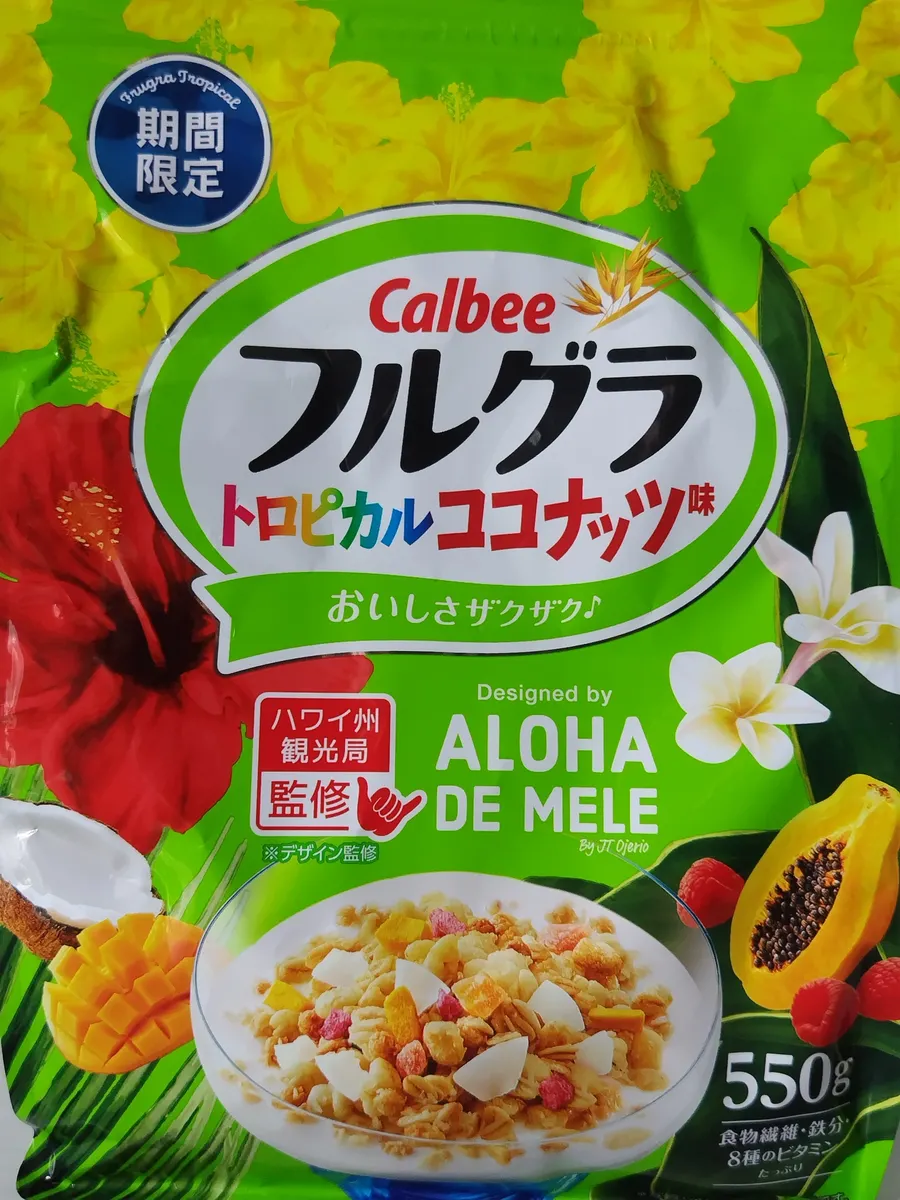 Frugra Tropical
期間
限定
Calbee
フルグラ
トロピカルココナッツ味
おいしさザクザク♪
ハワイ州
観光局
監修
※デザイン監修
Designed by
ALOHA
DE MELE
By JT Ojerio
550g
食物繊維・鉄分・
8種のビタミン
たっぷり